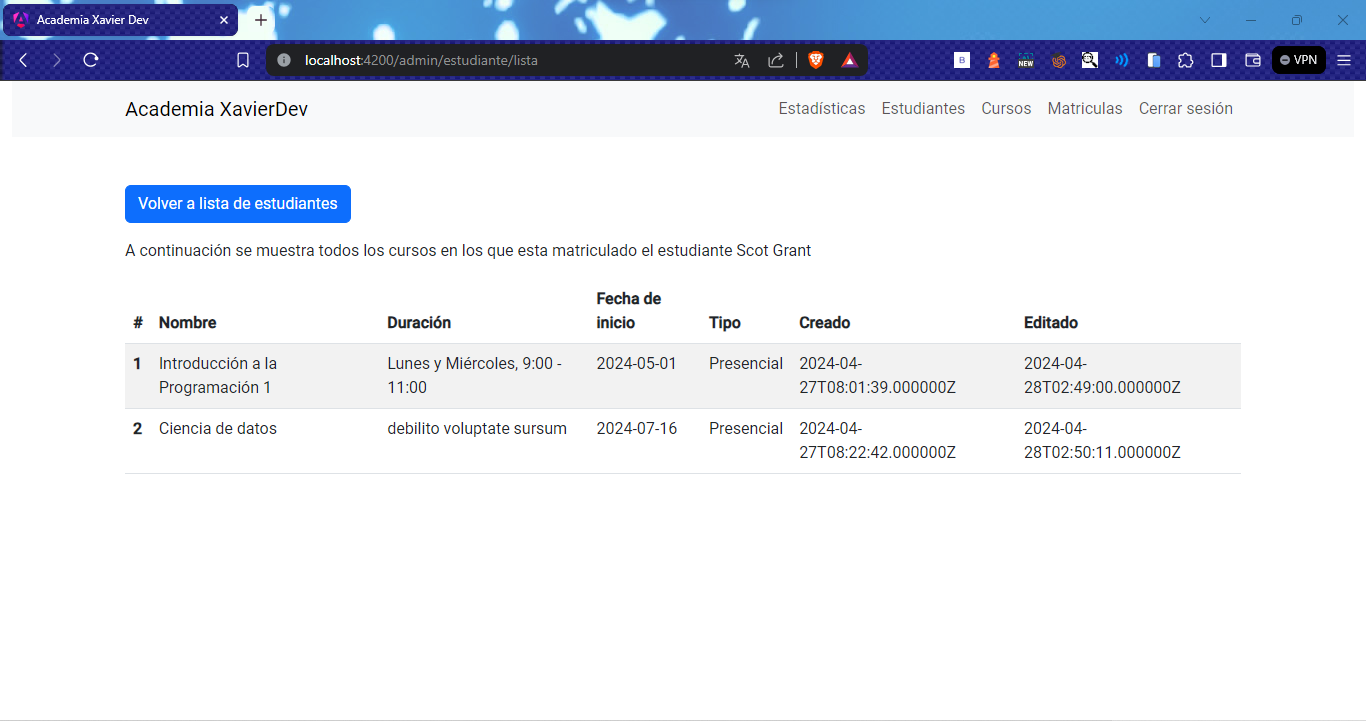 Academia Xavier Dev
localhost:4200/admin/estudiante/lista
B
NEW
VPN
Academia XavierDev
Estadísticas Estudiantes Cursos Matriculas Cerrar sesión
Volver a lista de estudiantes
A continuación se muestra todos los cursos en los que esta matriculado el estudiante Scot Grant
Fecha de
# Nombre Duración inicio Tipo Creado Editado
1 Introducción a la Lunes y Miércoles, 9:00 - 2024-05-01 Presencial 2024-04- 2024-04-
Programación 1 11:00 27T08:01:39.000000Z 28T02:49:00.000000Z
2 Ciencia de datos debilito voluptate sursum 2024-07-16 Presencial 2024-04- 2024-04-
27T08:22:42.000000Z 28T02:50:11.000000Z